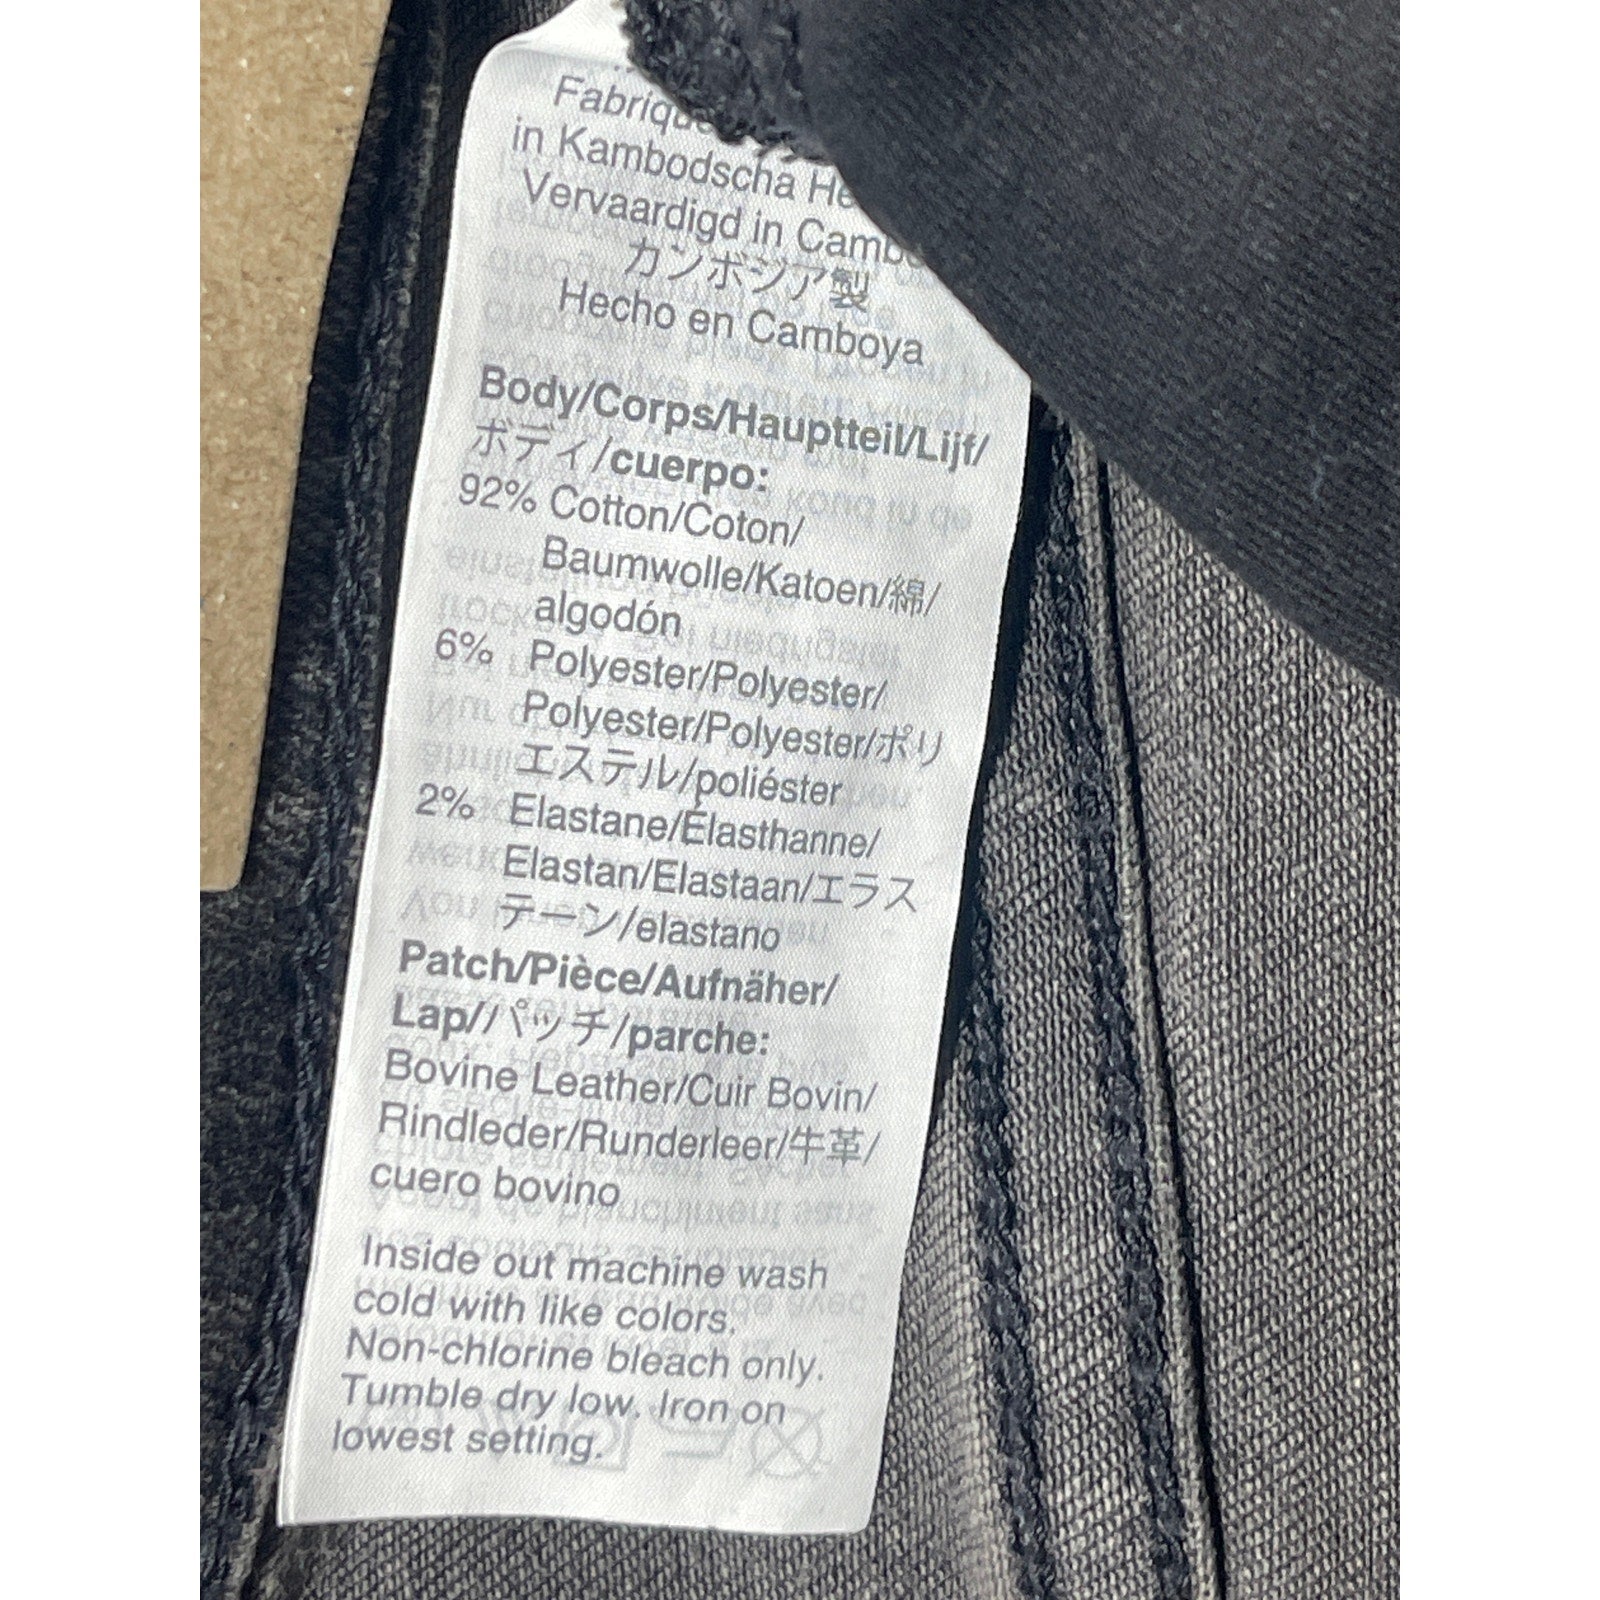 in Kambodscha
Vervaardigd in
カンボジア製
Hecho en Camboya
Body/Corps/Hauptteil/Lijf/
ボディ/cuerpo:
92% Cotton/Coton/
Baumwolle/Katoen/綿/
algodón
6% Polyester/Polyester/
Polyester/Polyester/ポリ
エステル/poliéster
2% Elastane/Élasthanne/
Elastan/Elastaan/エラス
テーン/elastano
Patch/Pièce/Aufnäher/
Lap/パッチ/parche:
Bovine Leather/Cuir Bovin/
Rindleder/Runderleer/牛革/
cuero bovino
Inside out machine wash
cold with like colors.
Non-chlorine bleach only.
Tumble dry low. Iron on
lowest setting.